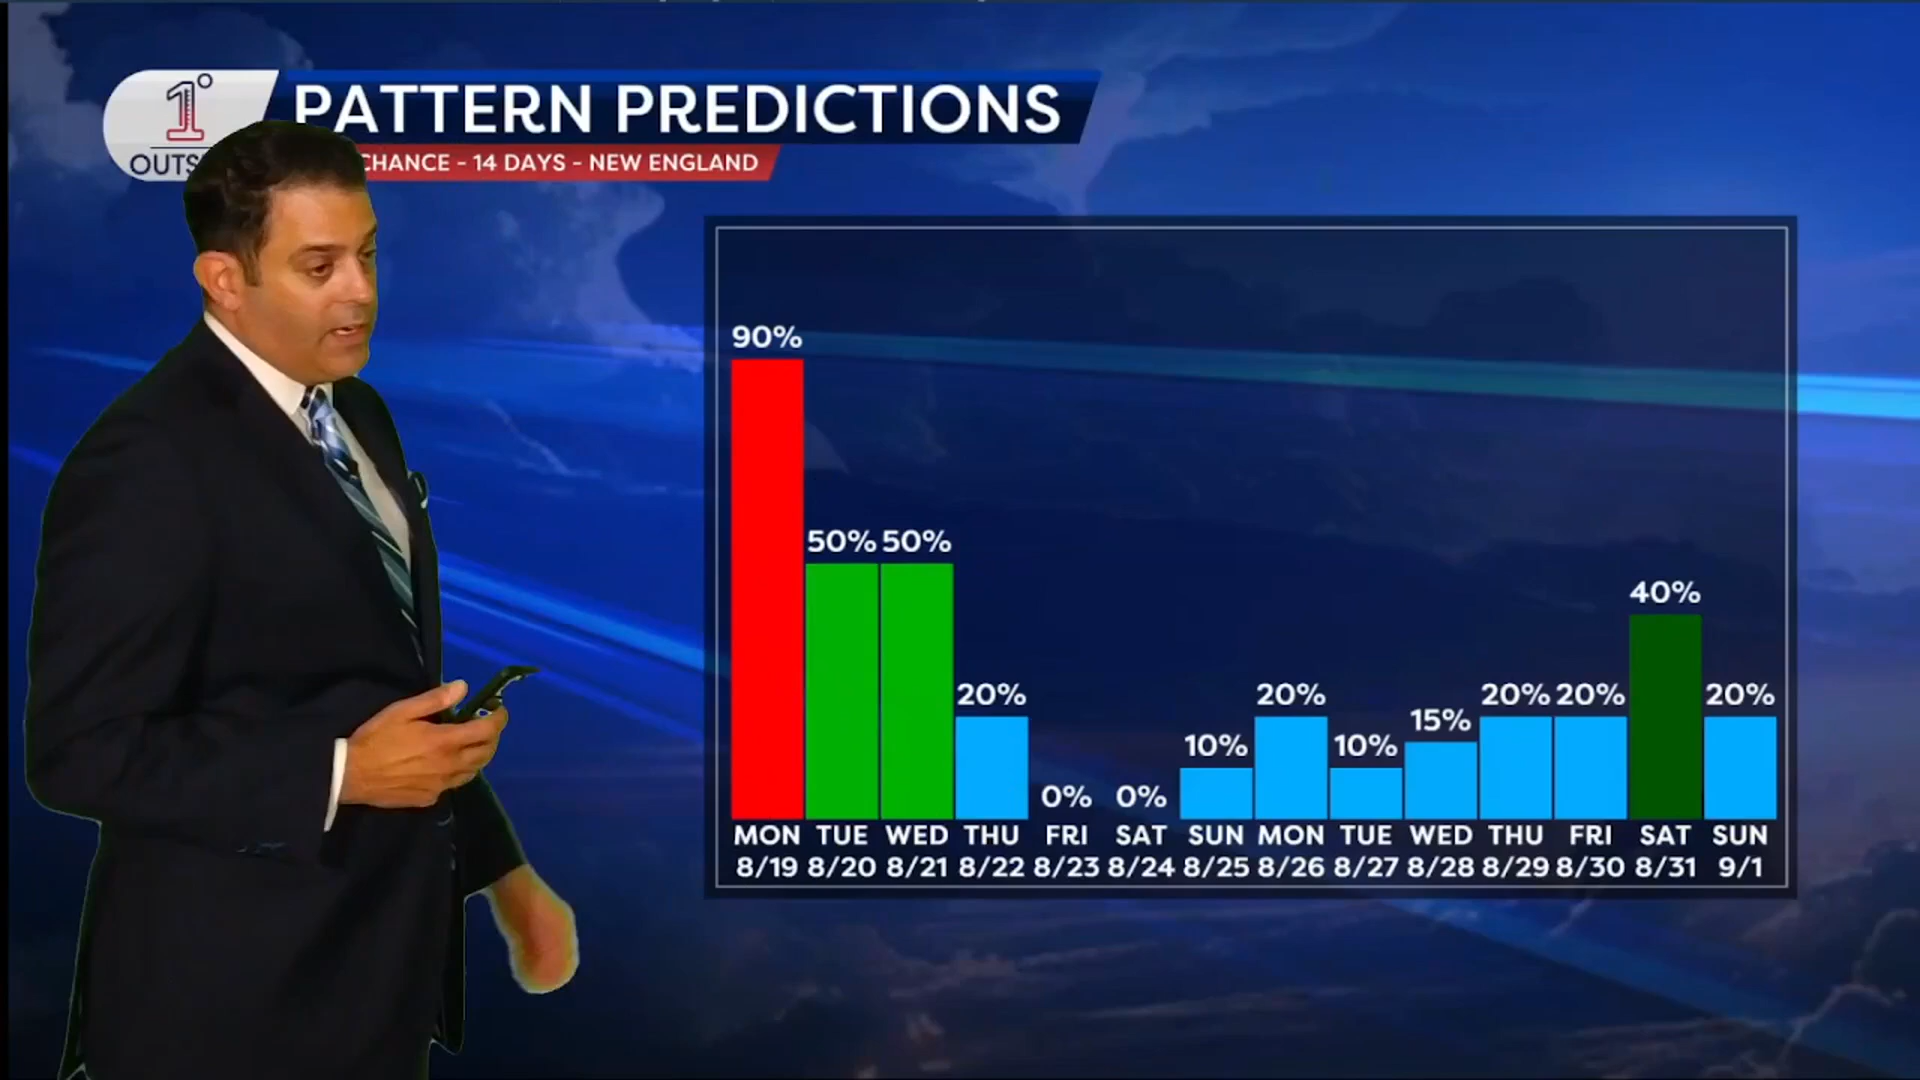 1°
PATTERN PREDICTIONS
CHANCE - 14 DAYS - NEW ENGLAND
90%
50% 50%
40%
20% 20% 20% 20% 20%
15%
10% 10%
0% 0%
MON TUE WED THU FRI SAT SUN MON TUE WED THU FRI SAT SUN
8/19 8/20 8/21 8/22 8/23 8/24 8/25 8/26 8/27 8/28 8/29 8/30 8/31 9/1